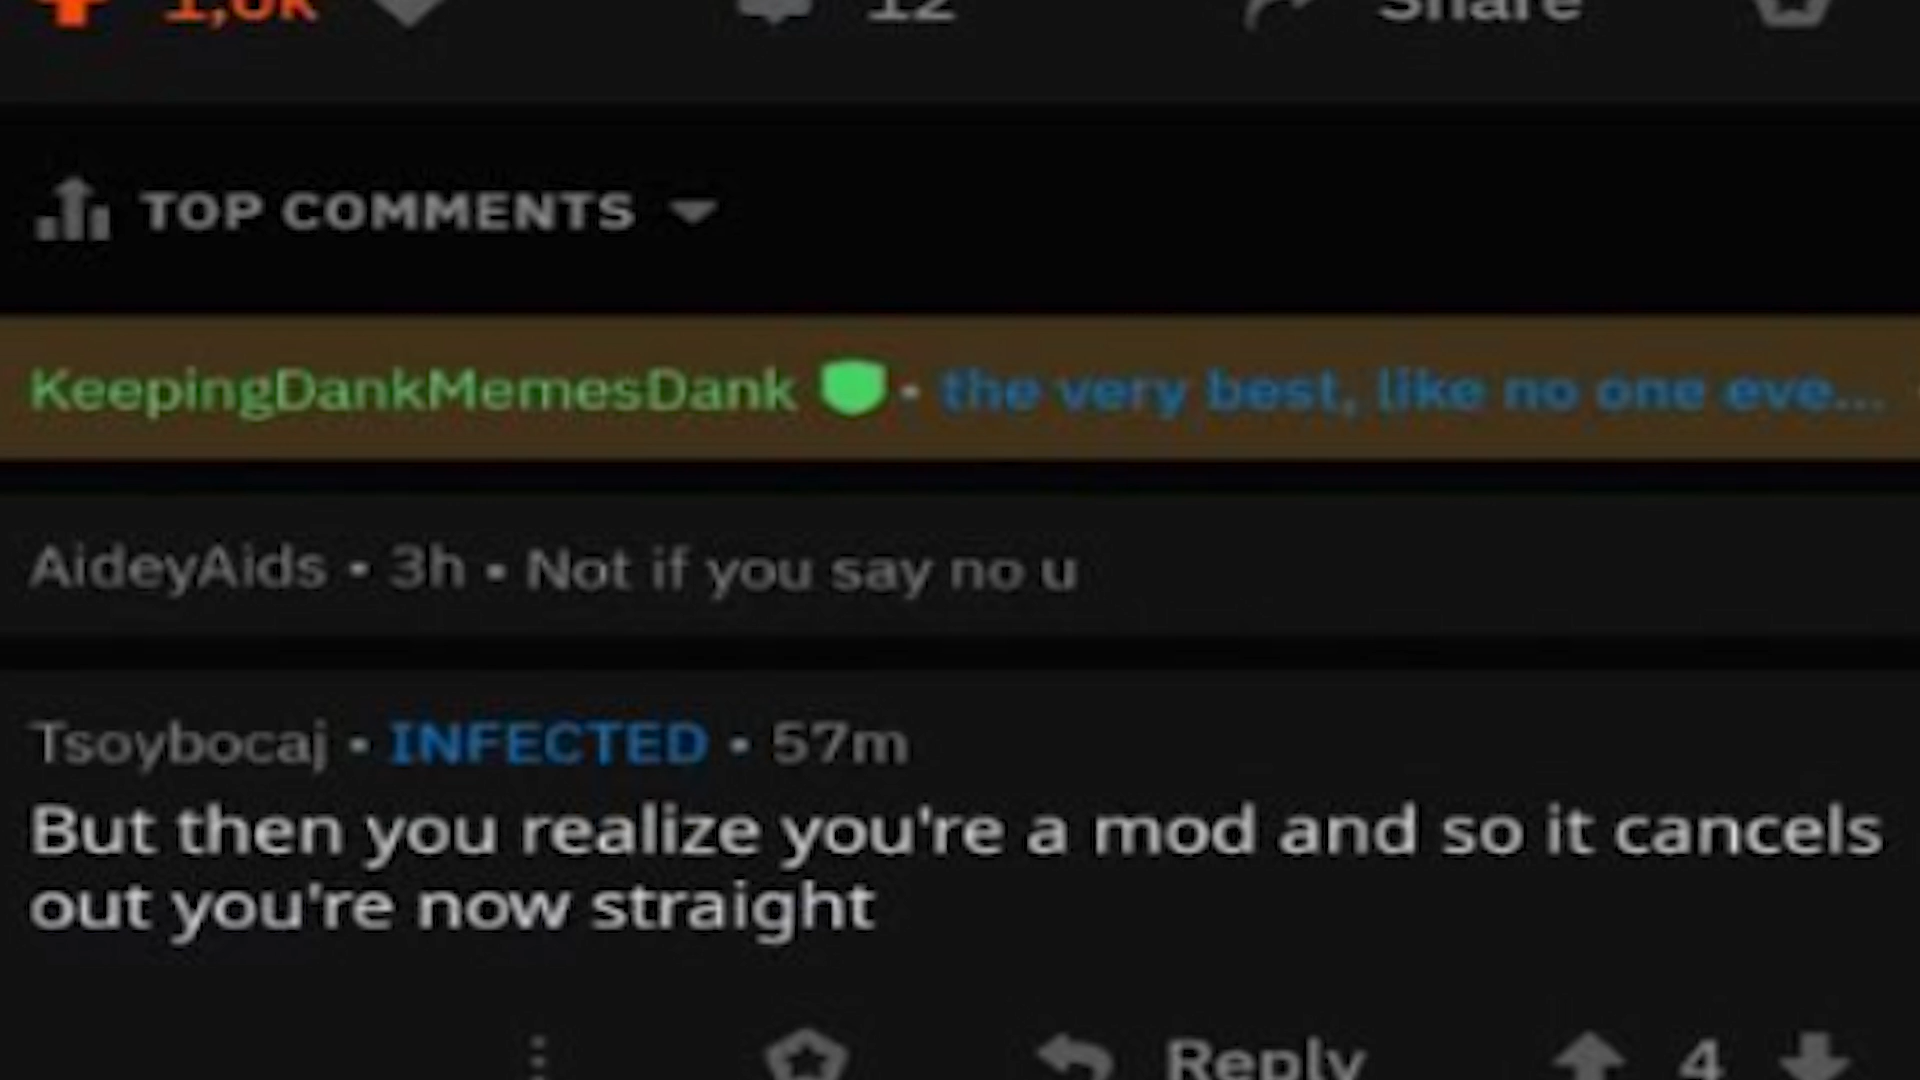 12 Share
TOP COMMENTS
KeepingDankMemesDank • the very best, like no one eve...
AideyAids • 3h • Not if you say no u
Tsoybocaj • INFECTED • 57m
But then you realize you're a mod and so it cancels
out you're now straight
Reply 4